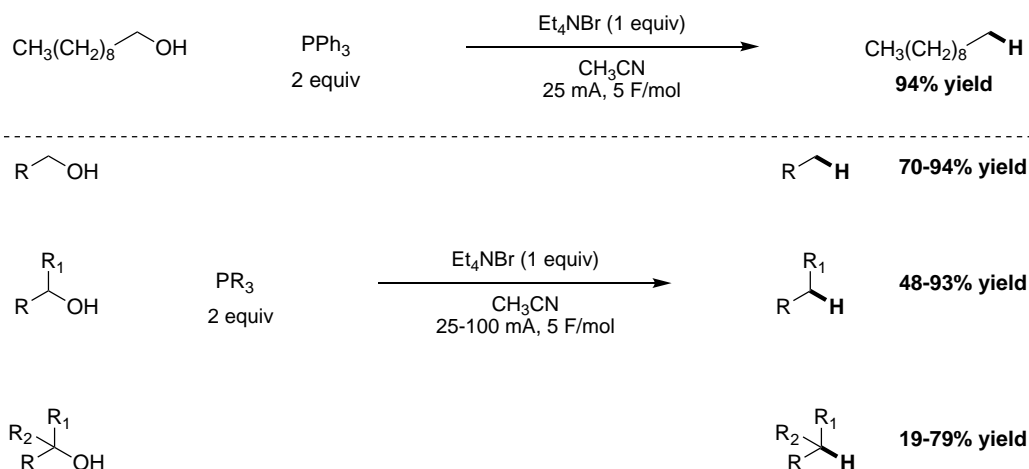 CH3(CH2)8 OH
PPh3
2 equiv
Et4NBr (1 equiv)
CH3CN
25 mA, 5 F/mol
CH3(CH2)8 H
94% yield
R OH
R H
70-94% yield
R1
R OH
PR3
2 equiv
Et4NBr (1 equiv)
CH3CN
25-100 mA, 5 F/mol
R1
R H
48-93% yield
R2 R1
R OH
R2 R1
R H
19-79% yield